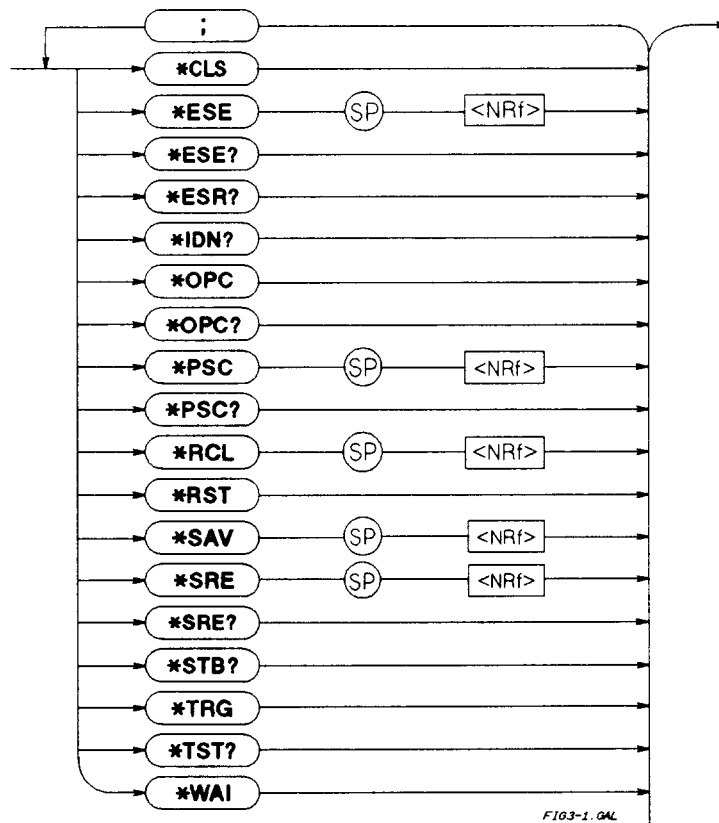 ;
*CLS
*ESE SP <NRf>
*ESE?
*ESR?
*IDN?
*OPC
*OPC?
*PSC SP <NRf>
*PSC?
*RCL SP <NRf>
*RST
*SAV SP <NRf>
*SRE SP <NRf>
*SRE?
*STB?
*TRG
*TST?
*WAI
FIG3-1.GAL